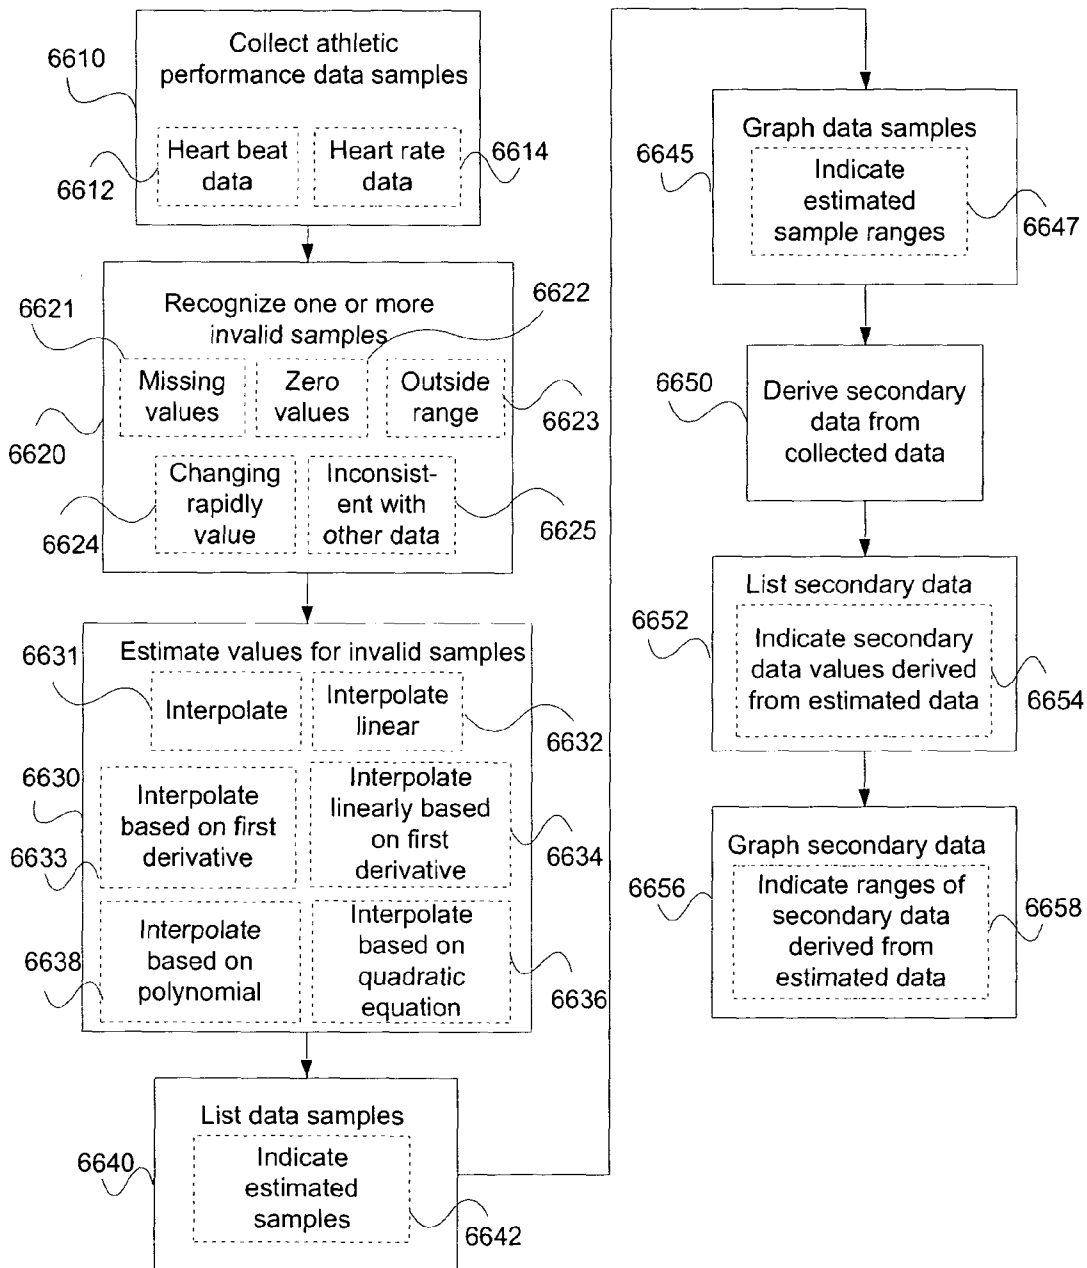 Collect athletic
performance data samples
6610
Heart beat
data
Heart rate
data
6614
6612
Recognize one or more
invalid samples
6621
6622
Missing
values
Zero
values
Outside
range
6623
6620
Changing
rapidly
value
Inconsist-
ent with
other data
6624
6625
Estimate values for invalid samples
6631
Interpolate
Interpolate
linear
6632
6630
Interpolate
based on first
derivative
Interpolate
linearly based
on first
derivative
6633
6634
Interpolate
based on
polynomial
Interpolate
based on
quadratic
equation
6638
6636
List data samples
6640
Indicate
estimated
samples
6642
Graph data samples
6645
Indicate
estimated
sample ranges
6647
6650
Derive secondary
data from
collected data
List secondary data
6652
Indicate secondary
data values derived
from estimated data
6654
Graph secondary data
6656
Indicate ranges of
secondary data
derived from
estimated data
6658